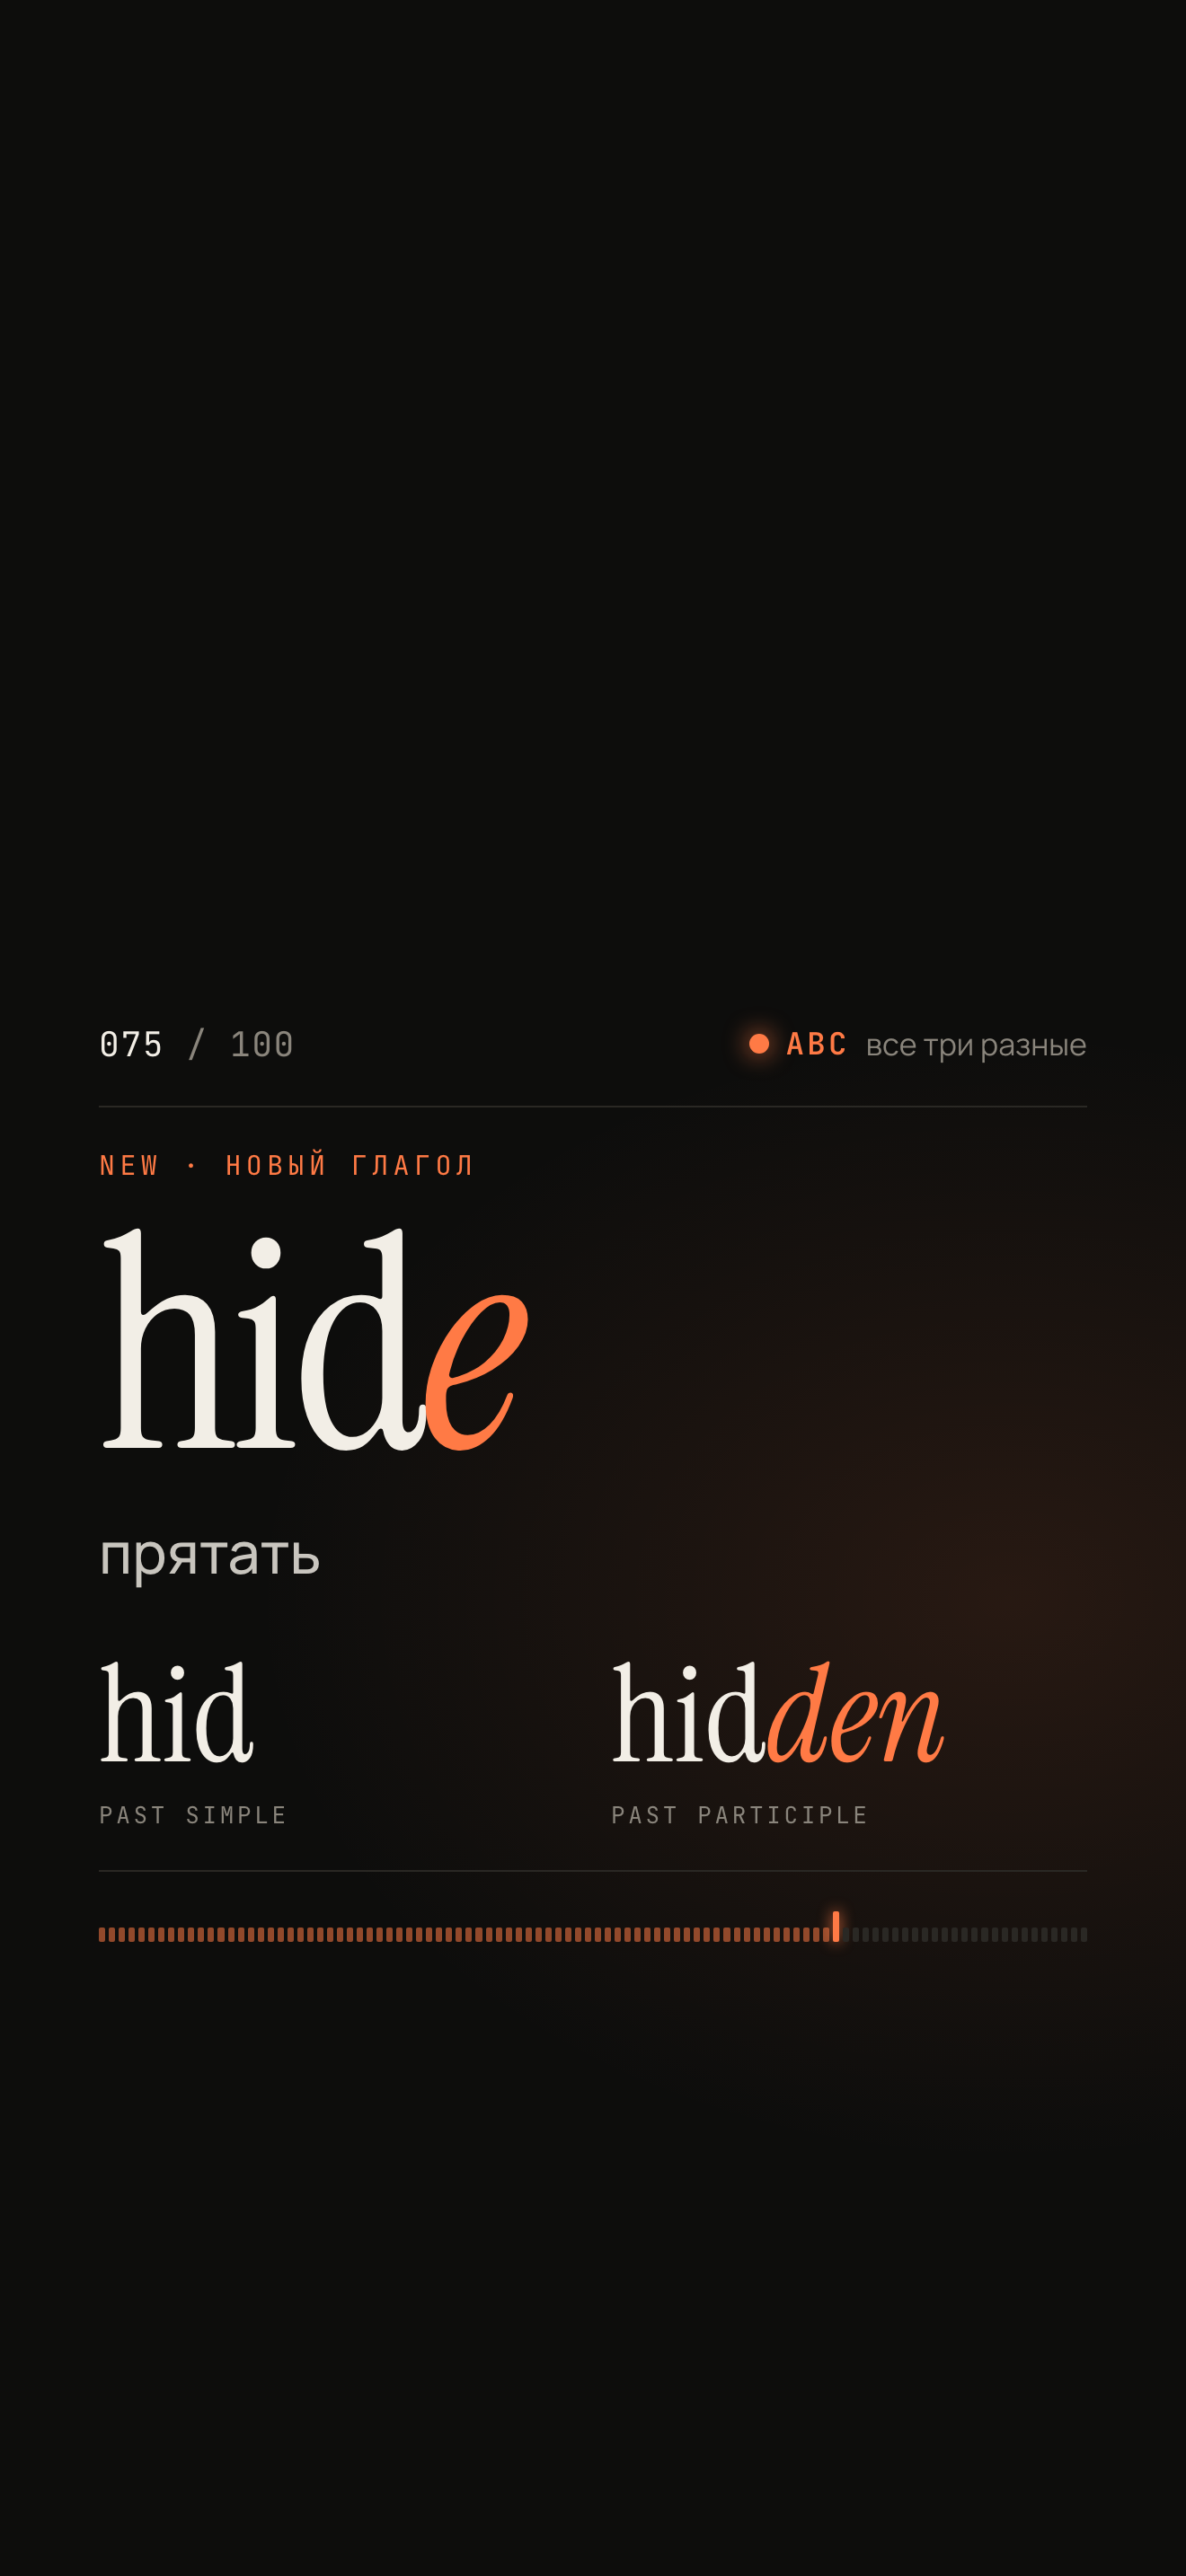 075 / 100
ABC все три разные
NEW · НОВЫЙ ГЛАГОЛ
hide
прятать
hid
hidden
PAST SIMPLE
PAST PARTICIPLE